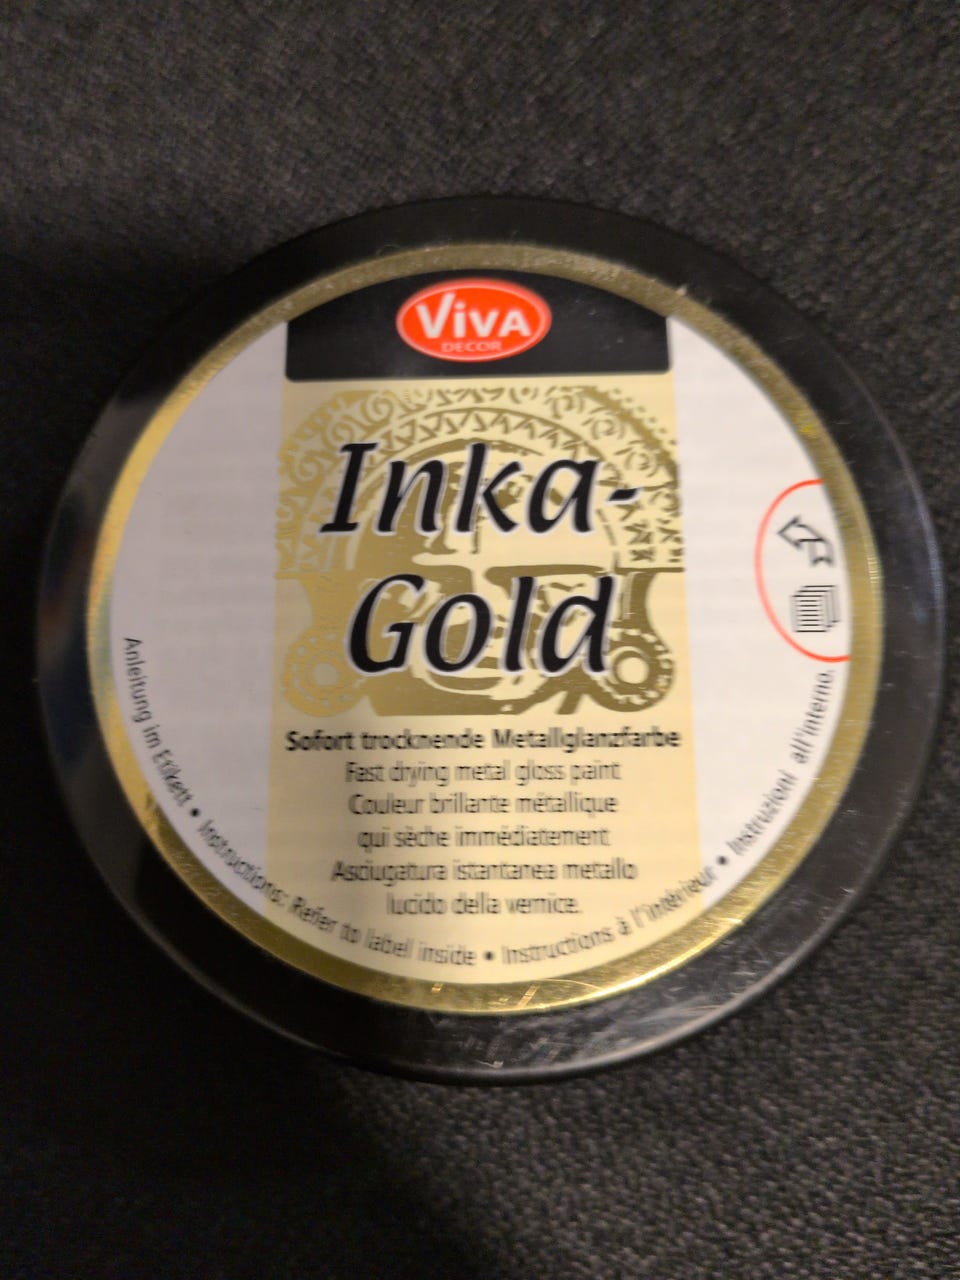 ViVA
DECOR
Inka-
Gold
Sofort trocknende Metallglanzfarbe
Fast drying metal gloss paint
Couleur brillante métallique
qui sèche immédiatement
Asciugatura istantanea metallo
lucido della vernice.
Anleitung im Etikett • Instructions: Refer to label inside • Instructions à l'intérieur • Instruzioni all'interno.